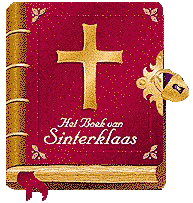 Het Boek van
Sinterklaas